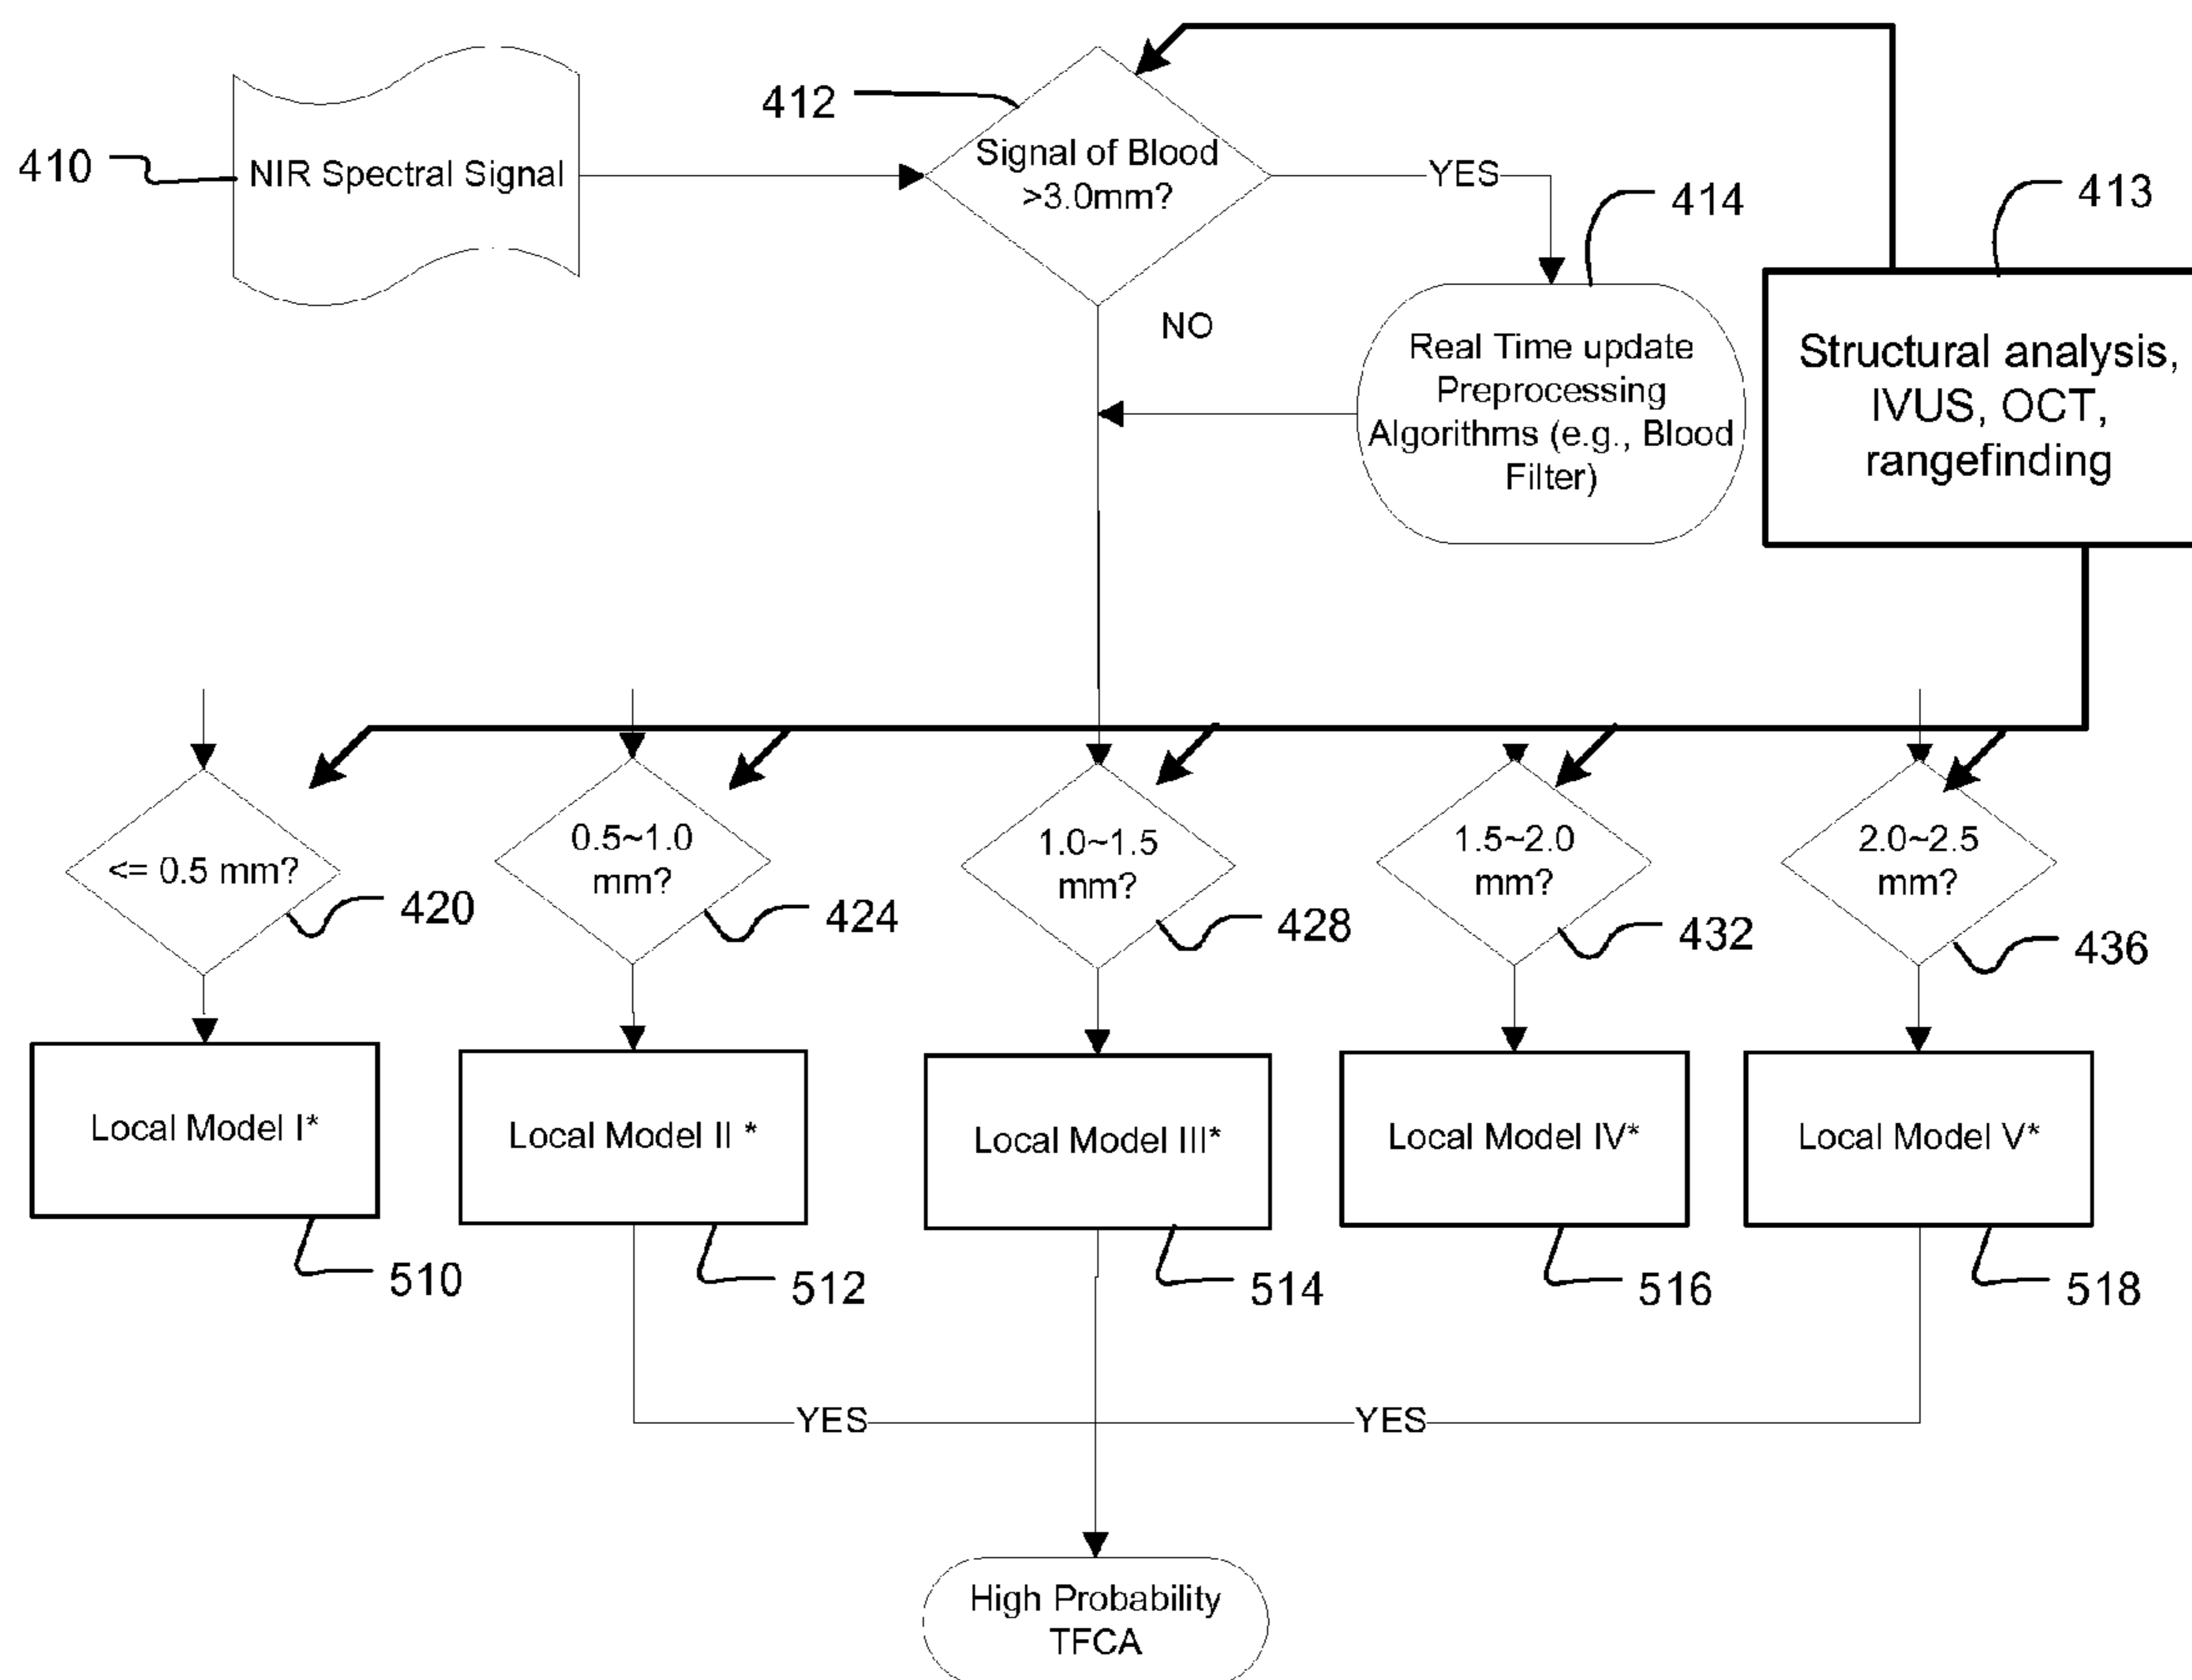 412
410
NIR Spectral Signal
Signal of Blood
>3.0mm?
YES
414
413
NO
Real Time update
Preprocessing
Algorithms (e.g., Blood
Filter)
Structural analysis,
IVUS, OCT,
rangefinding
<= 0.5 mm?
420
0.5~1.0
mm?
424
1.0~1.5
mm?
428
1.5~2.0
mm?
432
2.0~2.5
mm?
436
Local Model I*
510
Local Model II *
512
Local Model III*
514
Local Model IV*
516
Local Model V*
518
YES
YES
High Probability
TFCA